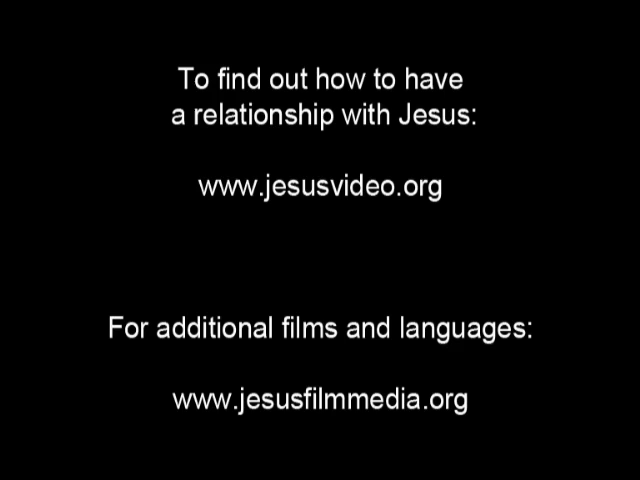 To find out how to have
a relationship with Jesus:
www.jesusvideo.org
For additional films and languages:
www.jesusfilmmedia.org